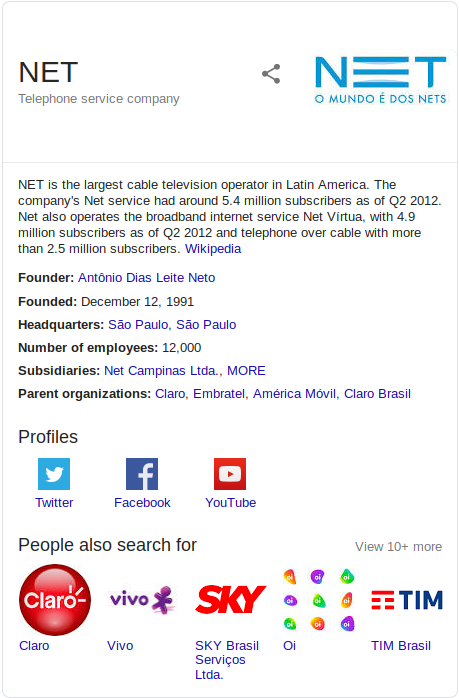 NET
Telephone service company
NET
O MUNDO É DOS NETS
NET is the largest cable television operator in Latin America. The
company's Net service had around 5.4 million subscribers as of Q2 2012.
Net also operates the broadband internet service Net Vírtua, with 4.9
million subscribers as of Q2 2012 and telephone over cable with more
than 2.5 million subscribers. Wikipedia
Founder: Antônio Dias Leite Neto
Founded: December 12, 1991
Headquarters: São Paulo, São Paulo
Number of employees: 12,000
Subsidiaries: Net Campinas Ltda., MORE
Parent organizations: Claro, Embratel, América Móvil, Claro Brasil
Profiles
Twitter Facebook YouTube
People also search for View 10+ more
Claro vivo SKY oi oi oi oi oi oi oi oi oi TIM
Claro Vivo SKY Brasil Serviços Ltda. Oi TIM Brasil